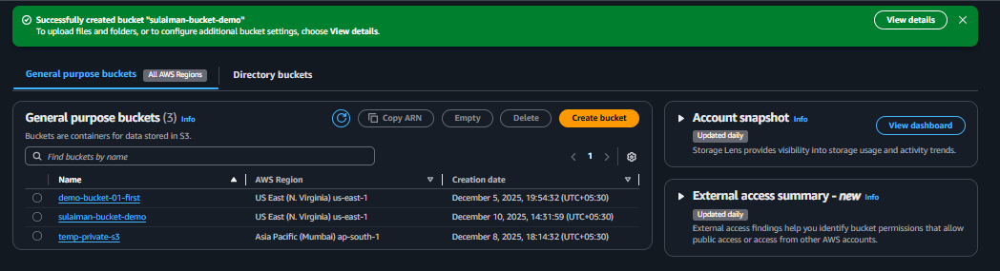 Successfully created bucket "sulaiman-bucket-demo"
To upload files and folders, or to configure additional bucket settings, choose View details.
View details
General purpose buckets All AWS Regions
Directory buckets
General purpose buckets (3) Info
Copy ARN
Empty
Delete
Create bucket
Buckets are containers for data stored in S3.
Find buckets by name
1
Name AWS Region Creation date
demo-bucket-01-first US East (N. Virginia) us-east-1 December 5, 2025, 19:54:32 (UTC+05:30)
sulaiman-bucket-demo US East (N. Virginia) us-east-1 December 10, 2025, 14:31:59 (UTC+05:30)
temp-private-s3 Asia Pacific (Mumbai) ap-south-1 December 8, 2025, 18:14:32 (UTC+05:30)
Account snapshot Info
View dashboard
Updated daily
Storage Lens provides visibility into storage usage and activity trends.
External access summary - new Info
Updated daily
External access findings help you identify bucket permissions that allow
public access or access from other AWS accounts.